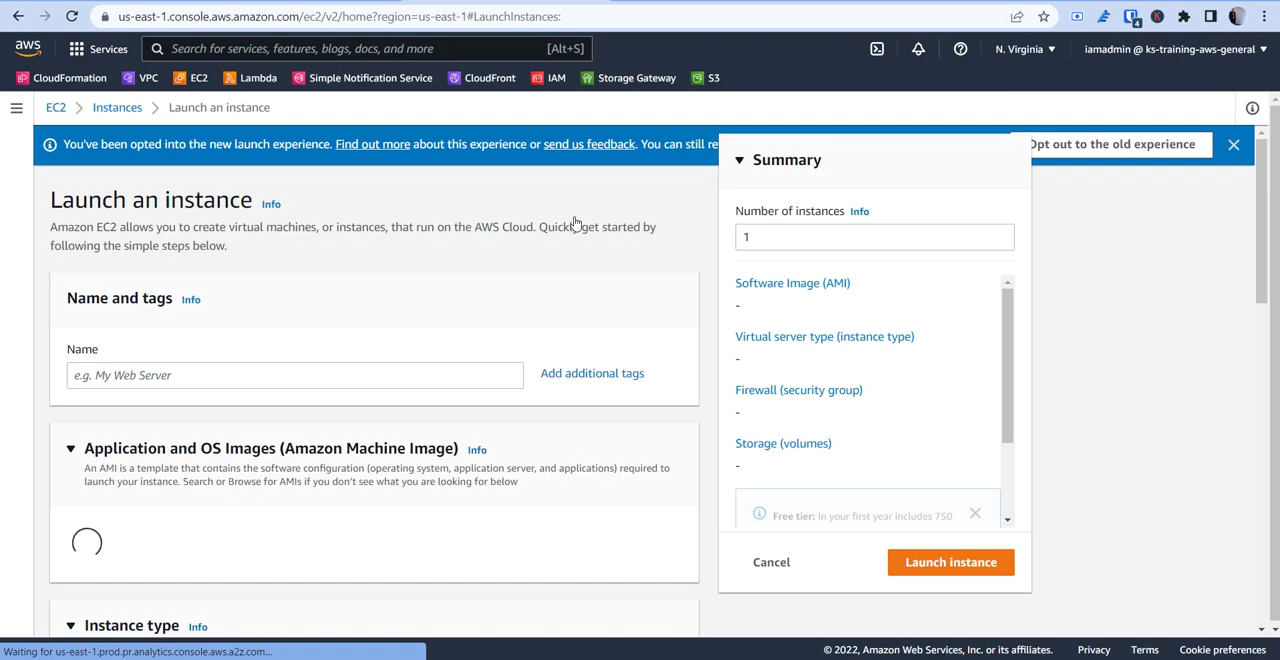 us-east-1.console.aws.amazon.com/ec2/v2/home?region=us-east-1#LaunchInstances:
4
K
aws
Services
Search for services, features, blogs, docs, and more
[Alt+S]
N. Virginia
iamadmin @ ks-training-aws-general
CloudFormation
VPC
EC2
Lambda
Simple Notification Service
CloudFront
IAM
Storage Gateway
S3
EC2
Instances
Launch an instance
You've been opted into the new launch experience. Find out more about this experience or send us feedback. You can still
Opt out to the old experience
Launch an instance Info
Amazon EC2 allows you to create virtual machines, or instances, that run on the AWS Cloud. Quickly get started by
following the simple steps below.
Name and tags Info
Name
e.g. My Web Server
Add additional tags
Application and OS Images (Amazon Machine Image) Info
An AMI is a template that contains the software configuration (operating system, application server, and applications) required to
launch your instance. Search or Browse for AMIs if you don't see what you are looking for below
Instance type Info
Summary
Number of instances Info
1
Software Image (AMI)
-
Virtual server type (instance type)
-
Firewall (security group)
-
Storage (volumes)
-
Free tier: In your first year includes 750
Cancel
Launch instance
Waiting for us-east-1.prod.pr.analytics.console.aws.a2z.com...
© 2022, Amazon Web Services, Inc. or its affiliates.
Privacy
Terms
Cookie preferences